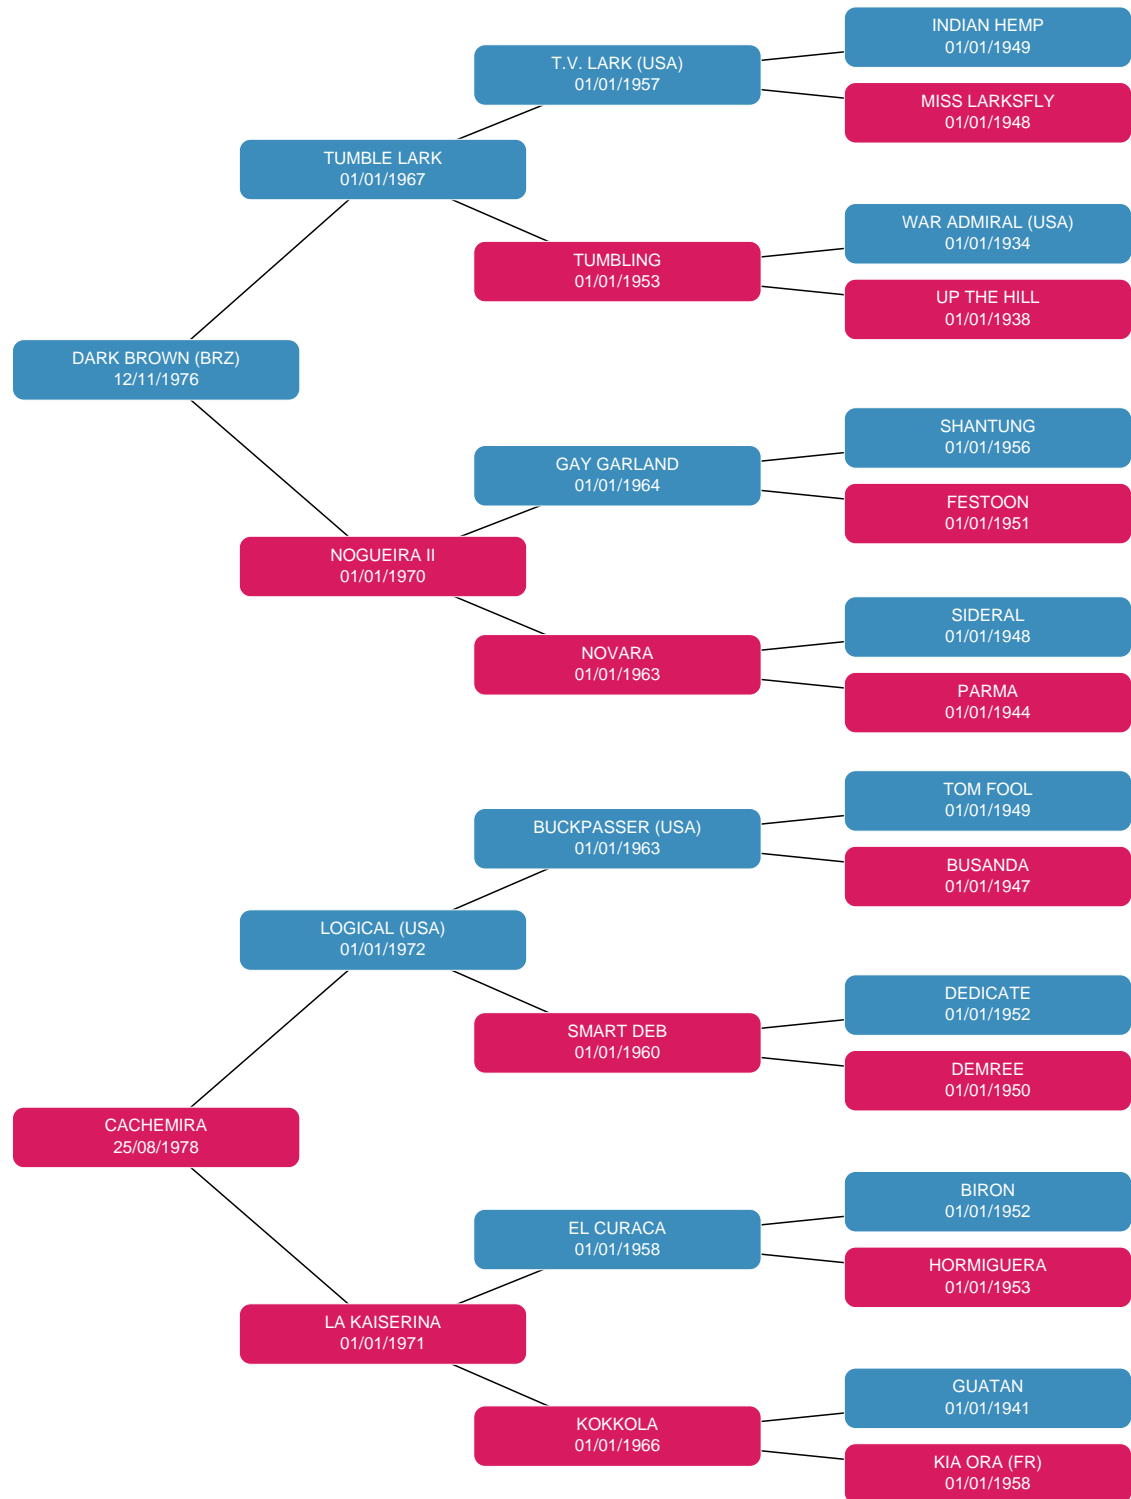 INDIAN HEMP
01/01/1949
T.V. LARK (USA)
01/01/1957
MISS LARKSFLY
01/01/1948
TUMBLE LARK
01/01/1967
WAR ADMIRAL (USA)
01/01/1934
TUMBLING
01/01/1953
UP THE HILL
01/01/1938
DARK BROWN (BRZ)
12/11/1976
SHANTUNG
01/01/1956
GAY GARLAND
01/01/1964
FESTOON
01/01/1951
NOGUEIRA II
01/01/1970
SIDERAL
01/01/1948
NOVARA
01/01/1963
PARMA
01/01/1944
TOM FOOL
01/01/1949
BUCKPASSER (USA)
01/01/1963
BUSANDA
01/01/1947
LOGICAL (USA)
01/01/1972
DEDICATE
01/01/1952
SMART DEB
01/01/1960
DEMREE
01/01/1950
CACHEMIRA
25/08/1978
BIRON
01/01/1952
EL CURACA
01/01/1958
HORMIGUERA
01/01/1953
LA KAISERINA
01/01/1971
GUATAN
01/01/1941
KOKKOLA
01/01/1966
KIA ORA (FR)
01/01/1958